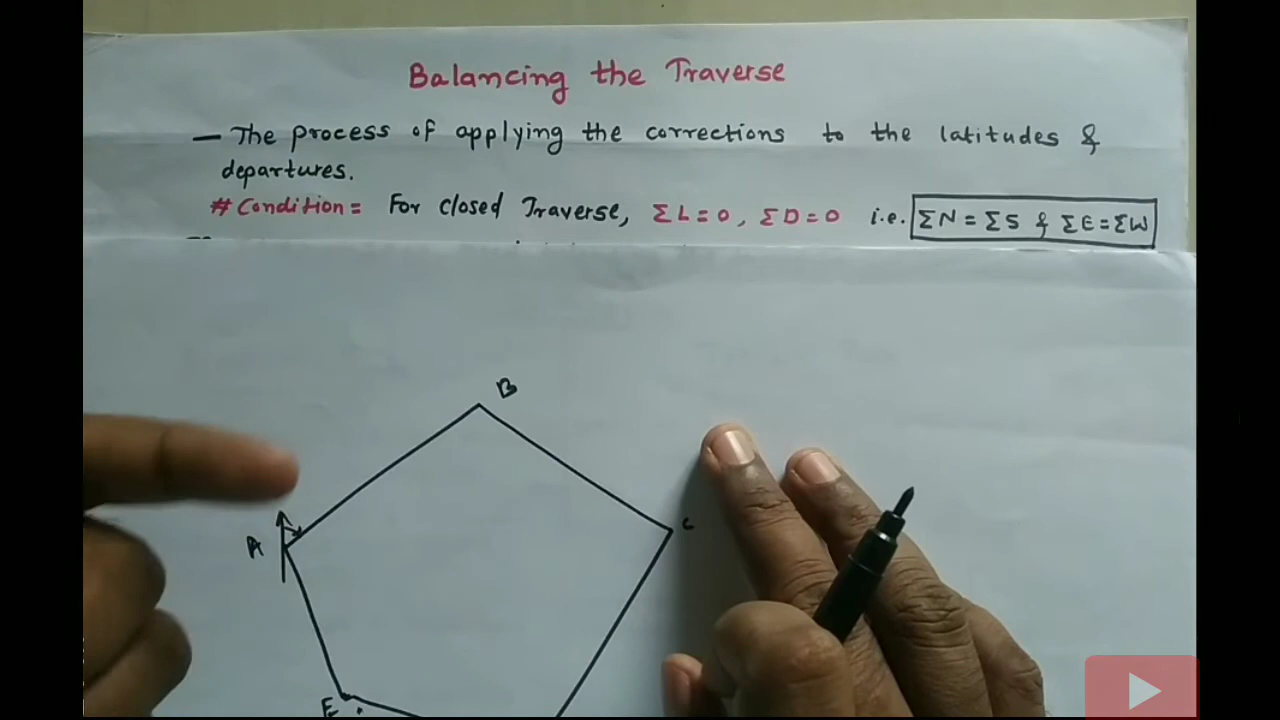 Balancing the Traverse
— The process of applying the corrections to the latitudes &
departures.
# Condition = For closed Traverse, ΣL=0, ΣD=0 i.e. ΣN=ΣS & ΣE=ΣW
B
C
A
E